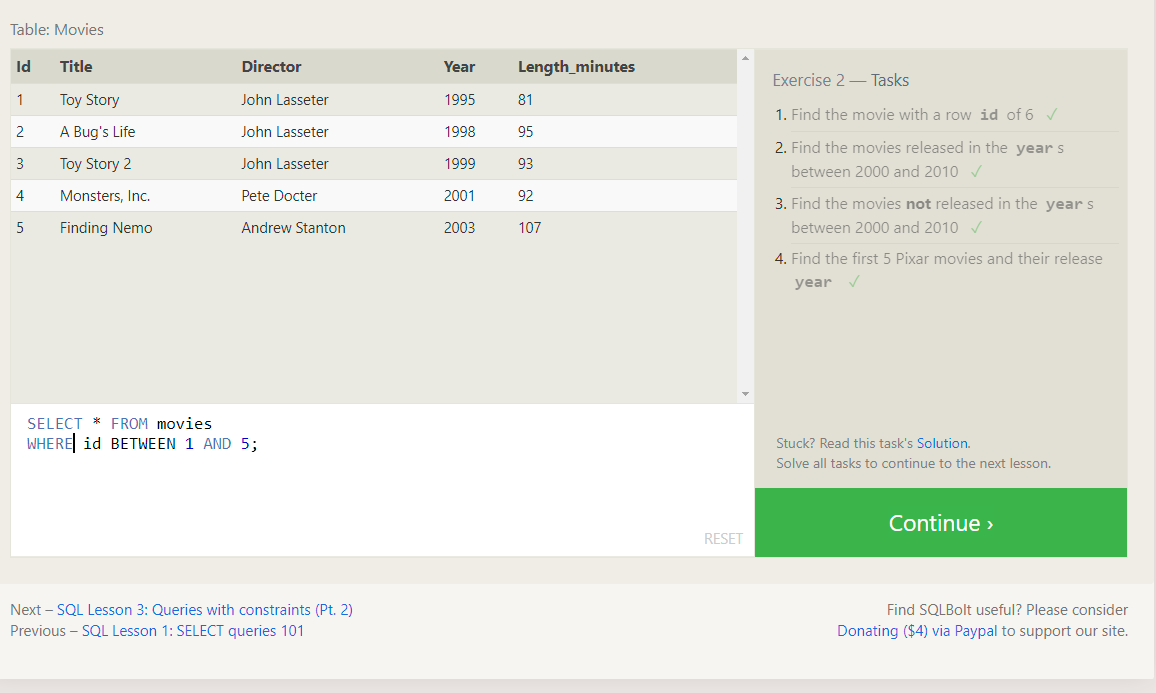 Table: Movies
Id Title Director Year Length_minutes
1 Toy Story John Lasseter 1995 81
2 A Bug's Life John Lasseter 1998 95
3 Toy Story 2 John Lasseter 1999 93
4 Monsters, Inc. Pete Docter 2001 92
5 Finding Nemo Andrew Stanton 2003 107
SELECT * FROM movies
WHERE id BETWEEN 1 AND 5;
RESET
Exercise 2 — Tasks
1. Find the movie with a row id of 6 ✓
2. Find the movies released in the year s
between 2000 and 2010 ✓
3. Find the movies not released in the year s
between 2000 and 2010 ✓
4. Find the first 5 Pixar movies and their release
year ✓
Stuck? Read this task's Solution.
Solve all tasks to continue to the next lesson.
Continue ›
Next – SQL Lesson 3: Queries with constraints (Pt. 2)
Previous – SQL Lesson 1: SELECT queries 101
Find SQLBolt useful? Please consider
Donating ($4) via Paypal to support our site.